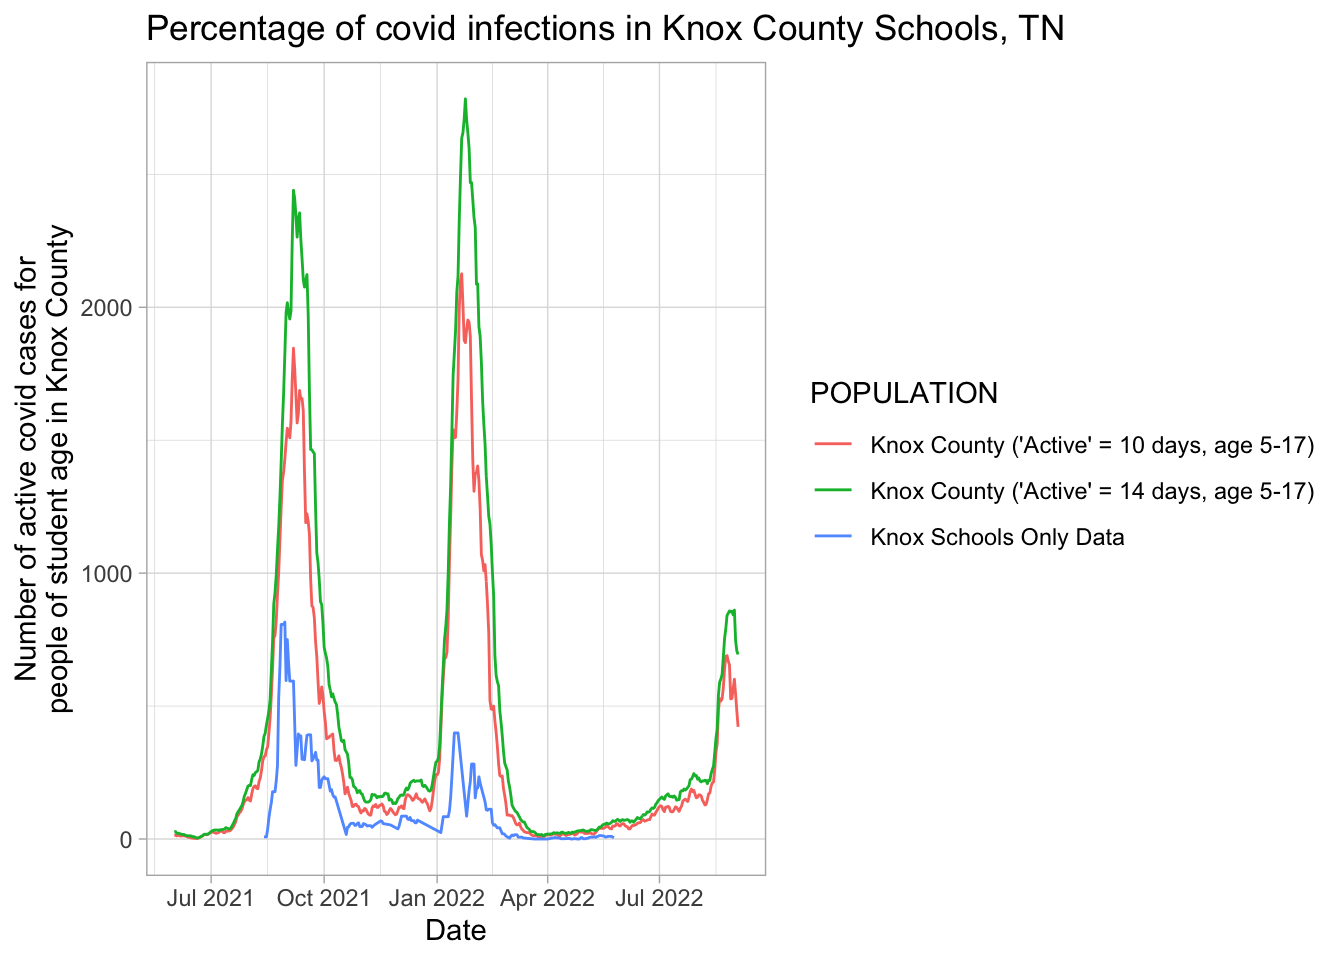 Percentage of covid infections in Knox County Schools, TN
Number of active covid cases for
people of student age in Knox County
2000
1000
0
Jul 2021 Oct 2021 Jan 2022 Apr 2022 Jul 2022
Date
POPULATION
Knox County ('Active' = 10 days, age 5-17)
Knox County ('Active' = 14 days, age 5-17)
Knox Schools Only Data